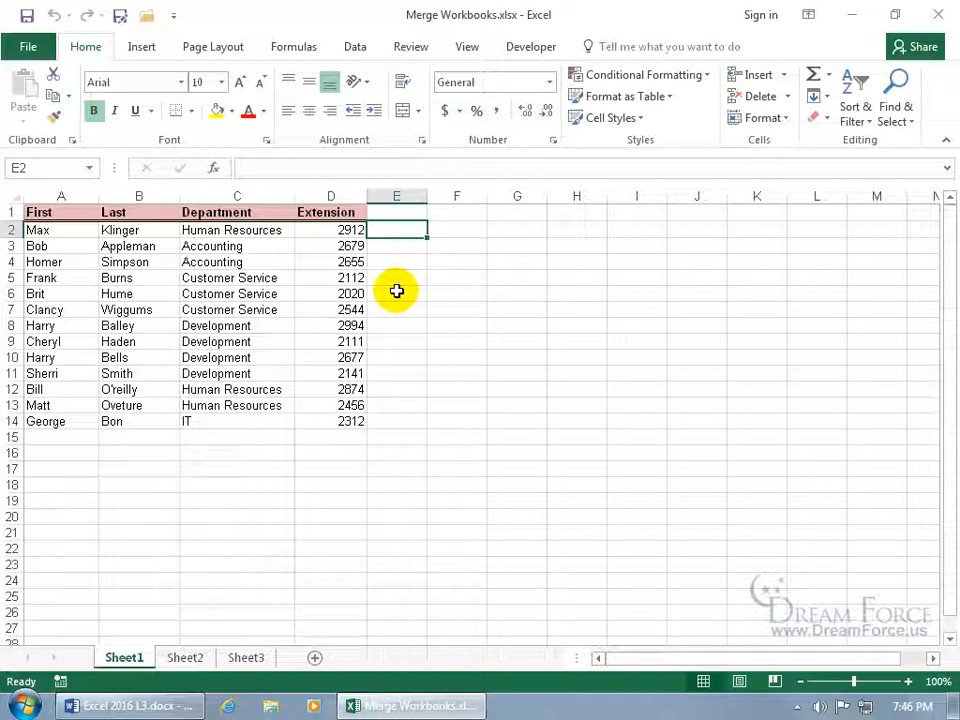 Merge Workbooks.xlsx - Excel
Sign in
File Home Insert Page Layout Formulas Data Review View Developer Tell me what you want to do Share
Paste
Arial 10
General
Conditional Formatting
Format as Table
Cell Styles
Insert
Delete
Format
Sort & Filter
Find & Select
Clipboard Font Alignment Number Styles Cells Editing
E2 fx
A B C D E F G H I J K L M N
1 First Last Department Extension
2 Max Klinger Human Resources 2912
3 Bob Appleman Accounting 2679
4 Homer Simpson Accounting 2655
5 Frank Burns Customer Service 2112
6 Brit Hume Customer Service 2020
7 Clancy Wiggums Customer Service 2544
8 Harry Balley Development 2994
9 Cheryl Haden Development 2111
10 Harry Bells Development 2677
11 Sherri Smith Development 2141
12 Bill O'reilly Human Resources 2874
13 Matt Oveture Human Resources 2456
14 George Bon IT 2312
15
16
17
18
19
20
21
22
23
24
25
26
27
28
DREAM FORCE
www.DreamForce.us
Sheet1 Sheet2 Sheet3
Ready 100%
Excel 2016 L3.docx - ... Merge Workbooks.xl... 7:46 PM